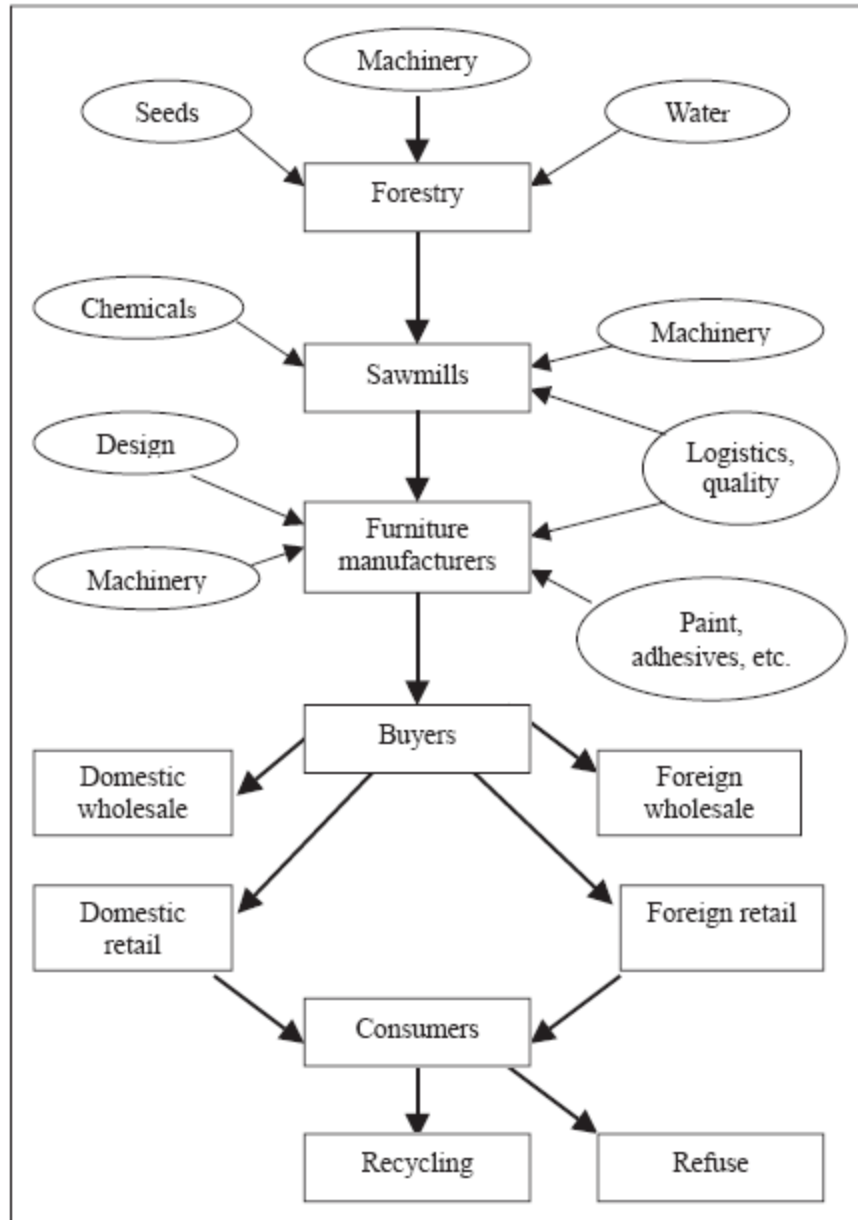 Machinery
Seeds
Water
Forestry
Chemicals
Machinery
Sawmills
Design
Logistics,
quality
Furniture
manufacturers
Machinery
Paint,
adhesives, etc.
Buyers
Domestic
wholesale
Foreign
wholesale
Domestic
retail
Foreign retail
Consumers
Recycling
Refuse